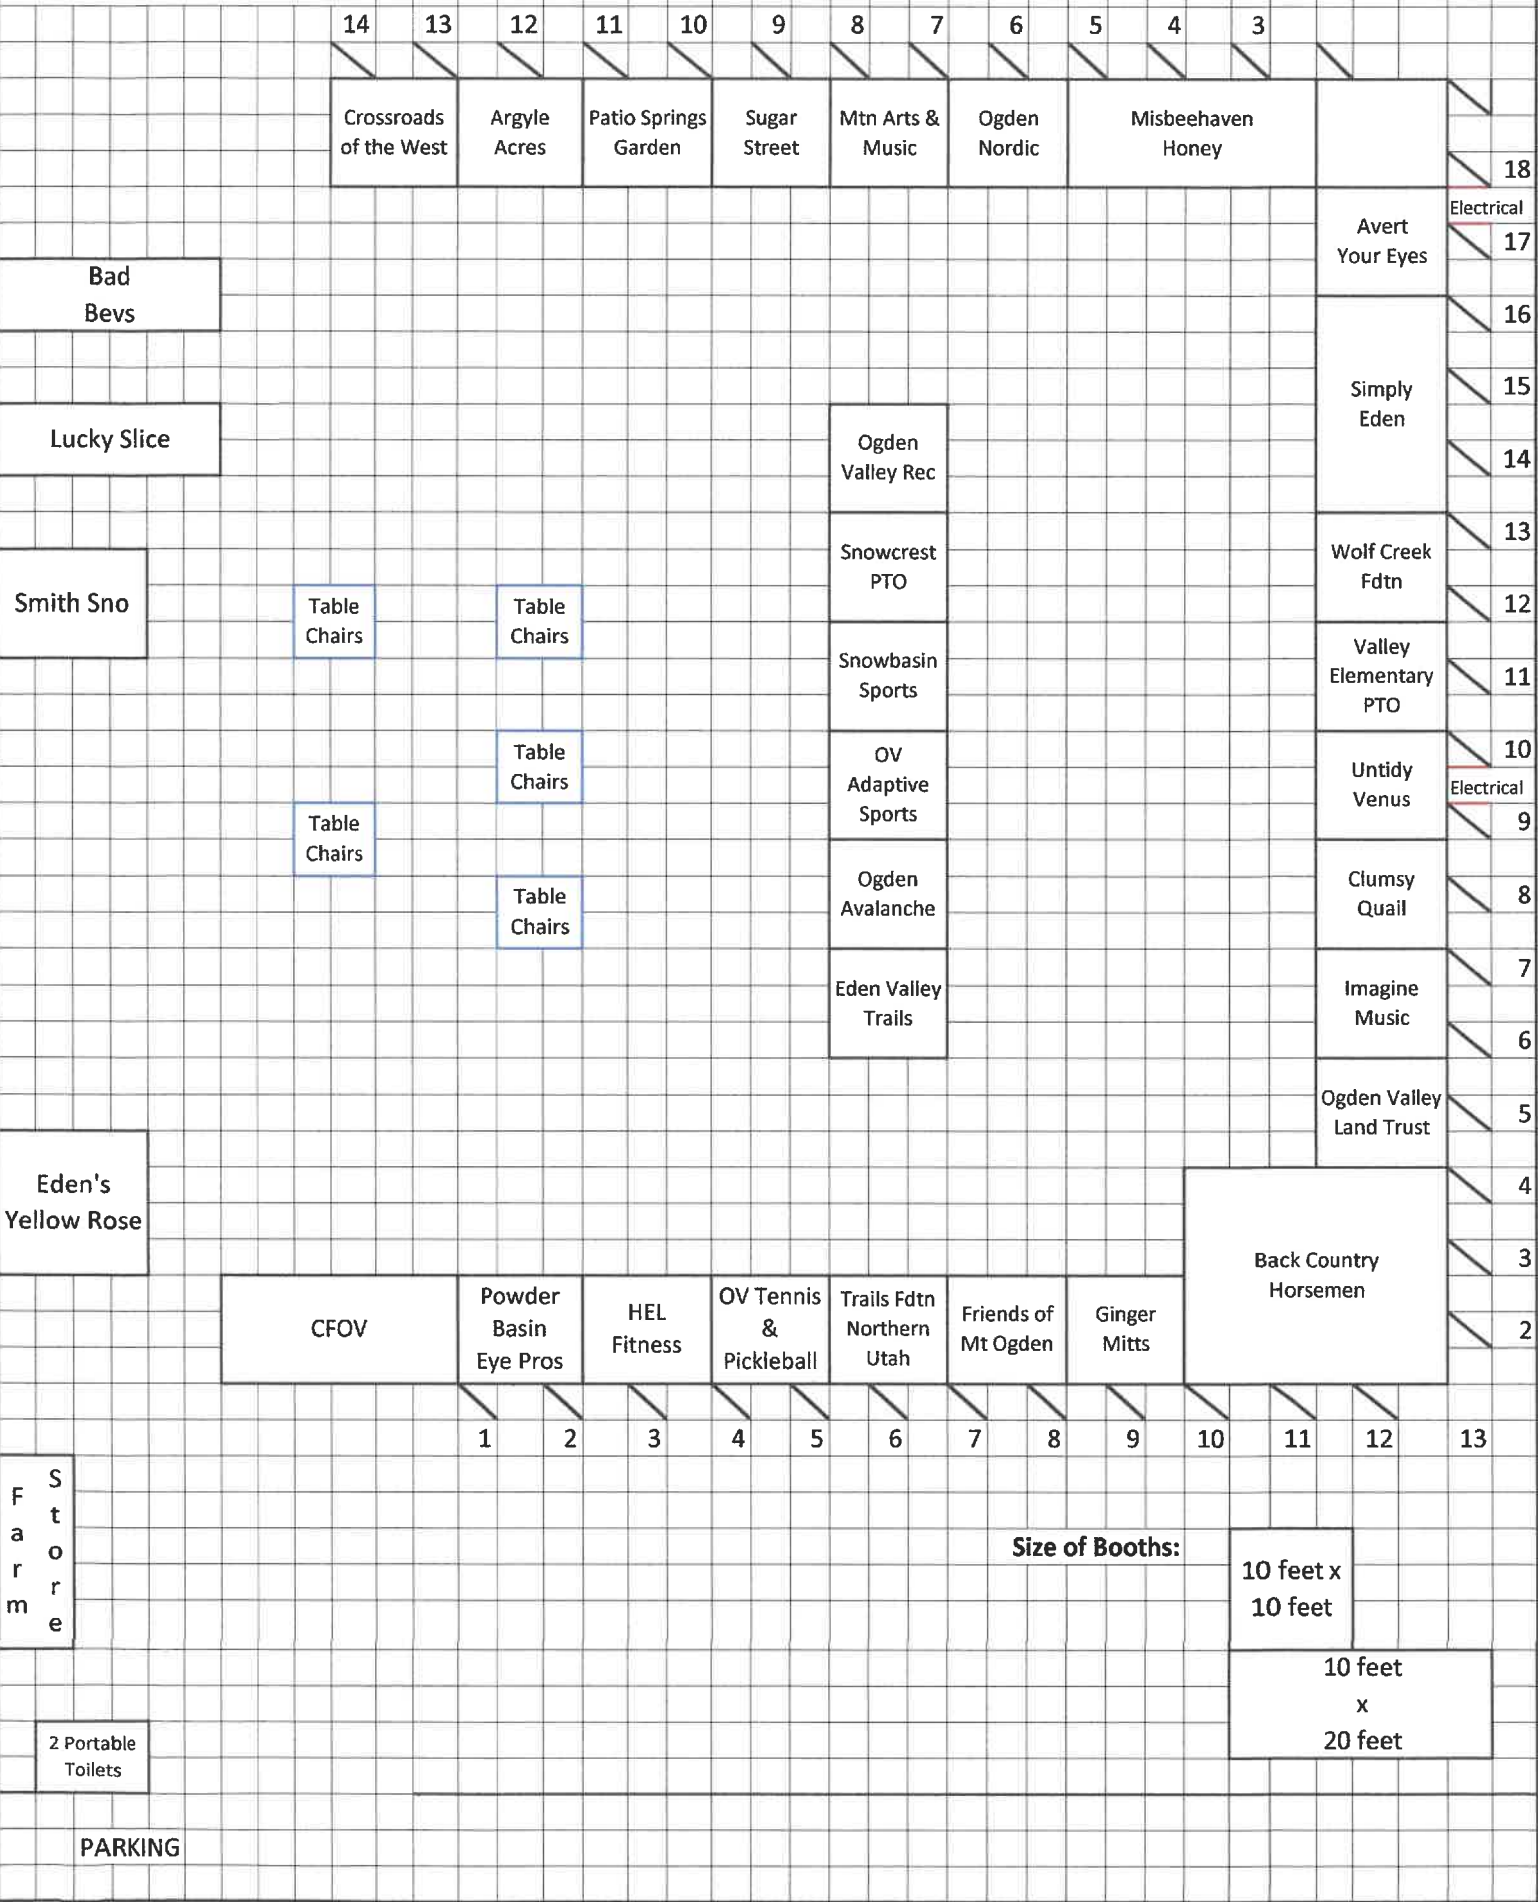 14 13 12 11 10 9 8 7 6 5 4 3
Crossroads
of the West
Argyle
Acres
Patio Springs
Garden
Sugar
Street
Mtn Arts &
Music
Ogden
Nordic
Misbeehaven
Honey
18
Electrical
17
Avert
Your Eyes
16
15
14
Simply
Eden
Bad
Bevs
Lucky Slice
Smith Sno
Table
Chairs
Table
Chairs
Table
Chairs
Table
Chairs
Table
Chairs
Ogden
Valley Rec
Snowcrest
PTO
Snowbasin
Sports
OV
Adaptive
Sports
Ogden
Avalanche
Eden Valley
Trails
13
Wolf Creek
Fdtn
12
Valley
Elementary
PTO
11
10
Untidy
Venus
Electrical
9
Clumsy
Quail
8
7
Imagine
Music
6
Ogden Valley
Land Trust
5
4
3
2
Back Country
Horsemen
Eden's
Yellow Rose
CFOV
Powder
Basin
Eye Pros
HEL
Fitness
OV Tennis
&
Pickleball
Trails Fdtn
Northern
Utah
Friends of
Mt Ogden
Ginger
Mitts
1 2 3 4 5 6 7 8 9 10 11 12 13
Farm
Store
Size of Booths:
10 feet x
10 feet
10 feet
x
20 feet
2 Portable
Toilets
PARKING